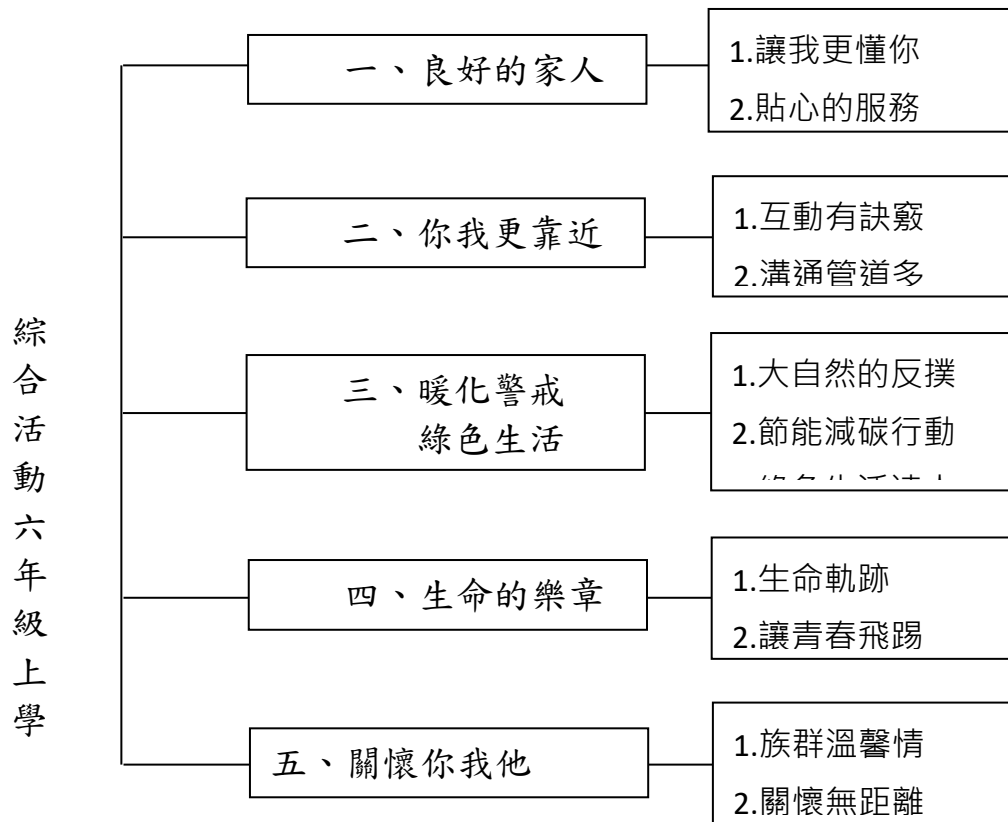 綜合活動六年級上學
一、良好的家人
1.讓我更懂你
2.貼心的服務
二、你我更靠近
1.互動有訣竅
2.溝通管道多
三、暖化警戒
綠色生活
1.大自然的反撲
2.節能減碳行動
四、生命的樂章
1.生命軌跡
2.讓青春飛踢
五、關懷你我他
1.族群溫馨情
2.關懷無距離